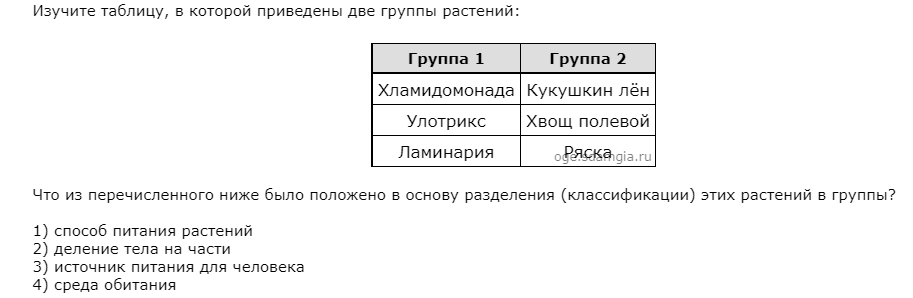 Изучите таблицу, в которой приведены две группы растений:
Группа 1 Группа 2
Хламидомонада Кукушкин лён
Улотрикс Хвощ полевой
Ламинария Ряска
oge.sdamgia.ru
Что из перечисленного ниже было положено в основу разделения (классификации) этих растений в группы?
1) способ питания растений
2) деление тела на части
3) источник питания для человека
4) среда обитания